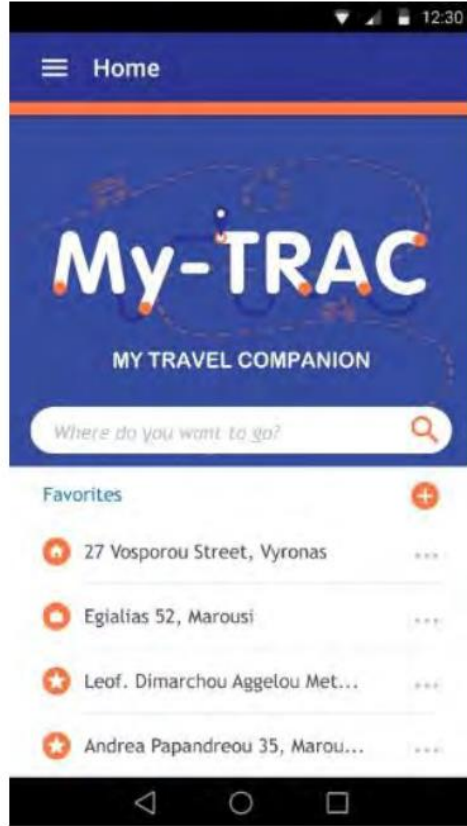 12:30
Home
My-TRAC
MY TRAVEL COMPANION
Where do you want to go?
Favorites
27 Vosporou Street, Vyronas
Egialias 52, Marousi
Leof. Dimarchou Aggelou Met...
Andrea Papandreou 35, Marou...